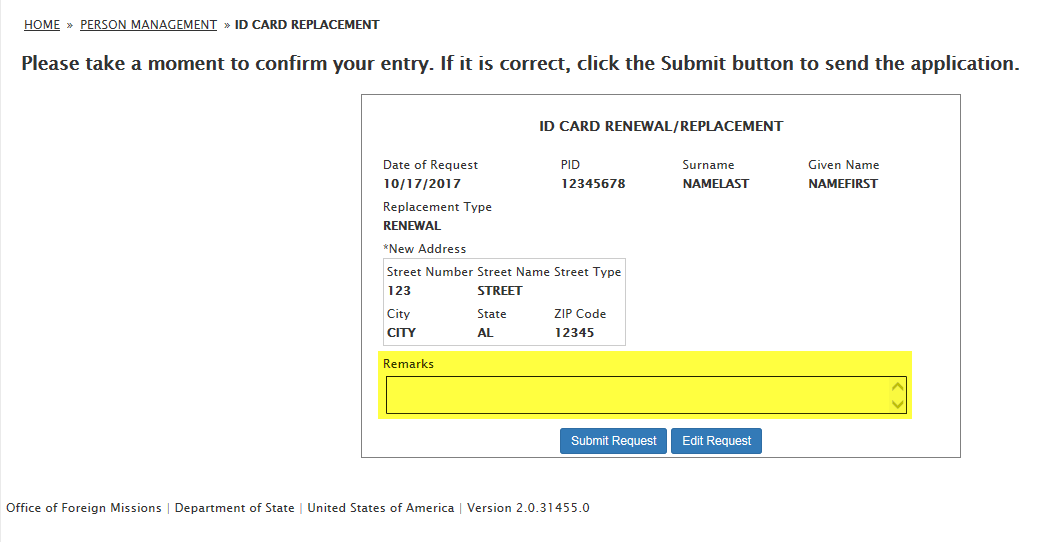 HOME » PERSON MANAGEMENT » ID CARD REPLACEMENT
Please take a moment to confirm your entry. If it is correct, click the Submit button to send the application.
ID CARD RENEWAL/REPLACEMENT
Date of Request PID Surname Given Name
10/17/2017 12345678 NAMELAST NAMEFIRST
Replacement Type
RENEWAL
*New Address
Street Number Street Name Street Type
123 STREET
City State ZIP Code
CITY AL 12345
Remarks
Submit Request Edit Request
Office of Foreign Missions | Department of State | United States of America | Version 2.0.31455.0